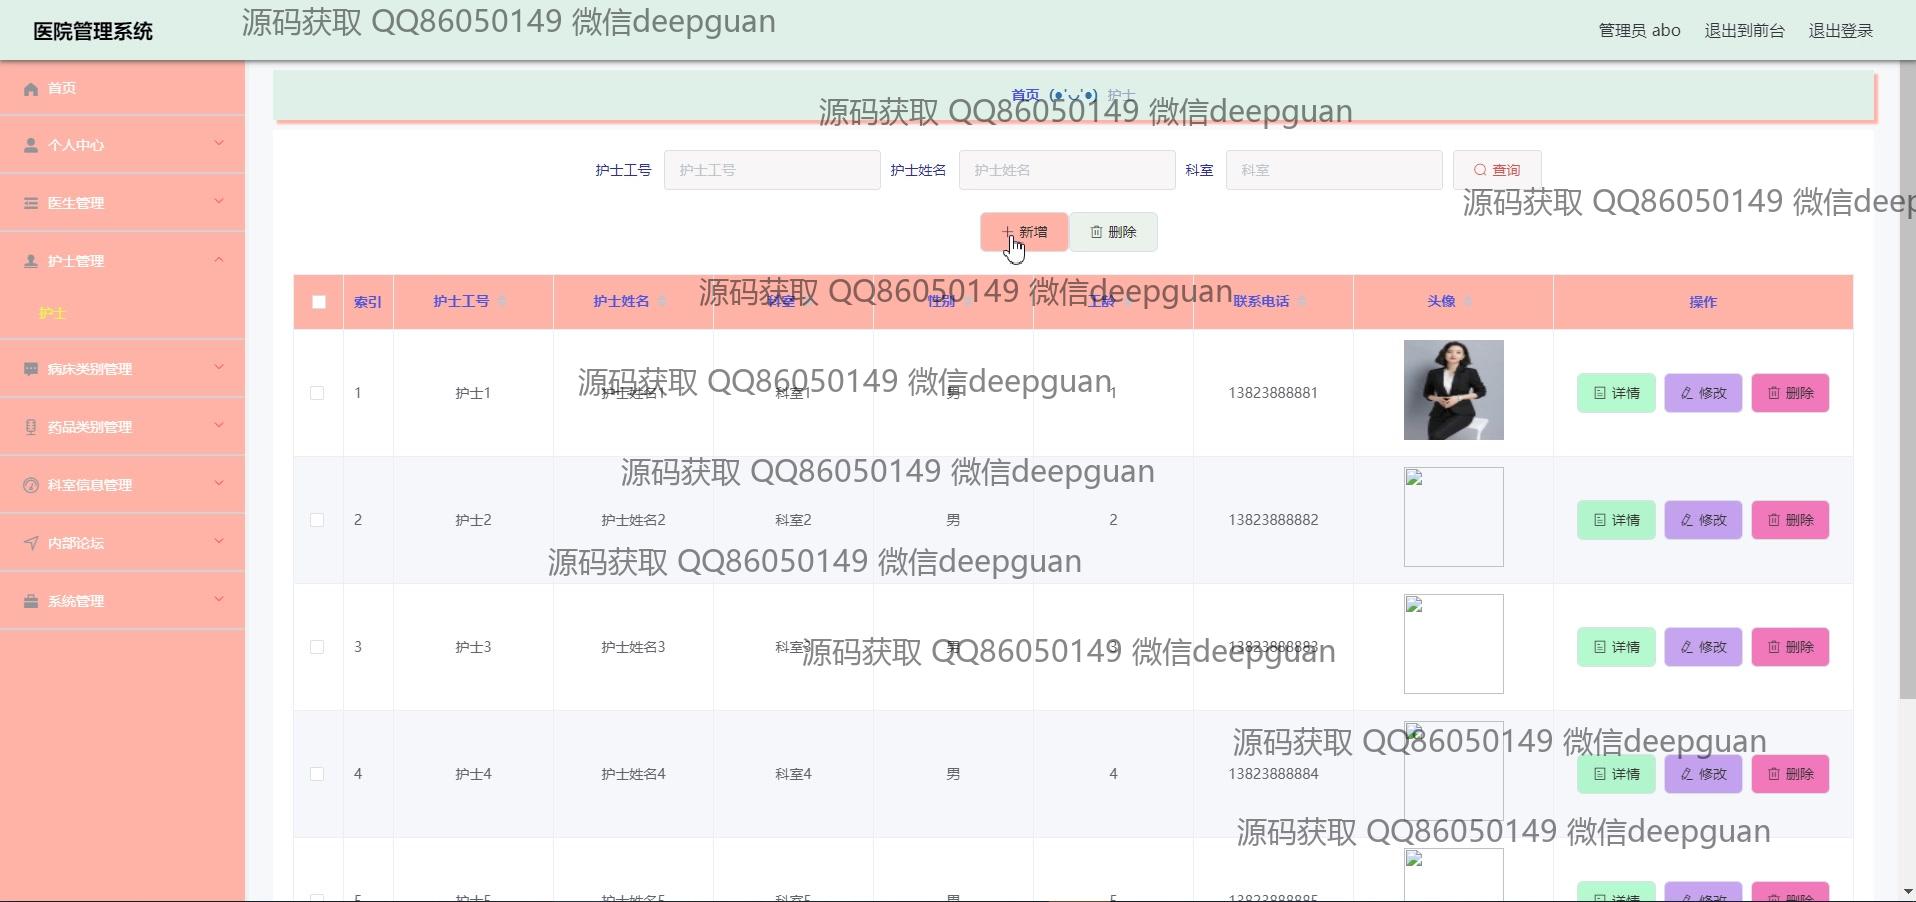 医院管理系统
源码获取 QQ86050149 微信deepguan
管理员 abo 退出到前台 退出登录
首页
个人中心
医生管理
护士管理
护士
病床类别管理
药品类别管理
科室信息管理
内部论坛
系统管理
首页 (●'◡'●) 护士
源码获取 QQ86050149 微信deepguan
护士工号 护士工号 护士姓名 护士姓名 科室 科室 查询
源码获取 QQ86050149 微信deep
新增 删除
索引 护士工号 护士姓名 科室 性别 工龄 联系电话 头像 操作
源码获取 QQ86050149 微信deepguan
1 护士1 护士姓名1 科室1 男 1 13823888881 详情 修改 删除
源码获取 QQ86050149 微信deepguan
源码获取 QQ86050149 微信deepguan
2 护士2 护士姓名2 科室2 男 2 13823888882 详情 修改 删除
源码获取 QQ86050149 微信deepguan
3 护士3 护士姓名3 科室3 男 3 13823888883 详情 修改 删除
源码获取 QQ86050149 微信deepguan
源码获取 QQ86050149 微信deepguan
4 护士4 护士姓名4 科室4 男 4 13823888884 详情 修改 删除
源码获取 QQ86050149 微信deepguan
5 护士5 护士姓名5 科室5 男 5 13823888885 详情 修改 删除